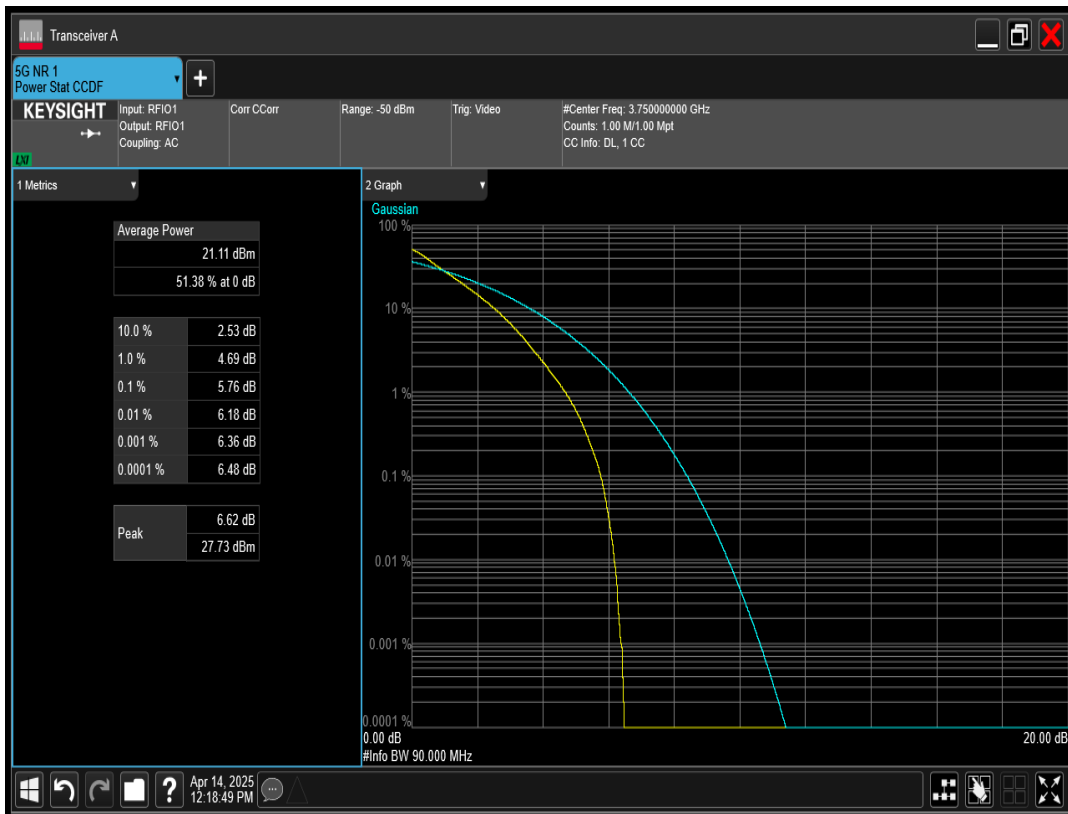 Transceiver A
5G NR 1
Power Stat CCDF
+
KEYSIGHT
LXI
Input: RFIO1
Output: RFIO1
Coupling: AC
Corr CCorr
Range: -50 dBm
Trig: Video
#Center Freq: 3.750000000 GHz
Counts: 1.00 M/1.00 Mpt
CC Info: DL, 1 CC
1 Metrics
Average Power
21.11 dBm
51.38 % at 0 dB
10.0 % 2.53 dB
1.0 % 4.69 dB
0.1 % 5.76 dB
0.01 % 6.18 dB
0.001 % 6.36 dB
0.0001 % 6.48 dB
Peak
6.62 dB
27.73 dBm
2 Graph
Gaussian
100 %
10 %
1 %
0.1 %
0.01 %
0.001 %
0.0001 %
0.00 dB 20.00 dB
#Info BW 90.000 MHz
?
Apr 14, 2025
12:18:49 PM